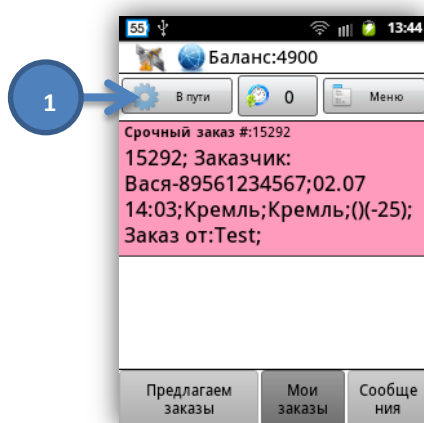 55 13:44
Баланс:4900
1 В пути 0 Меню
Срочный заказ #:15292
15292; Заказчик:
Вася-89561234567;02.07
14:03;Кремль;Кремль;()(-25);
Заказ от:Test;
Предлагаем Мои Сообще
заказы заказы ния